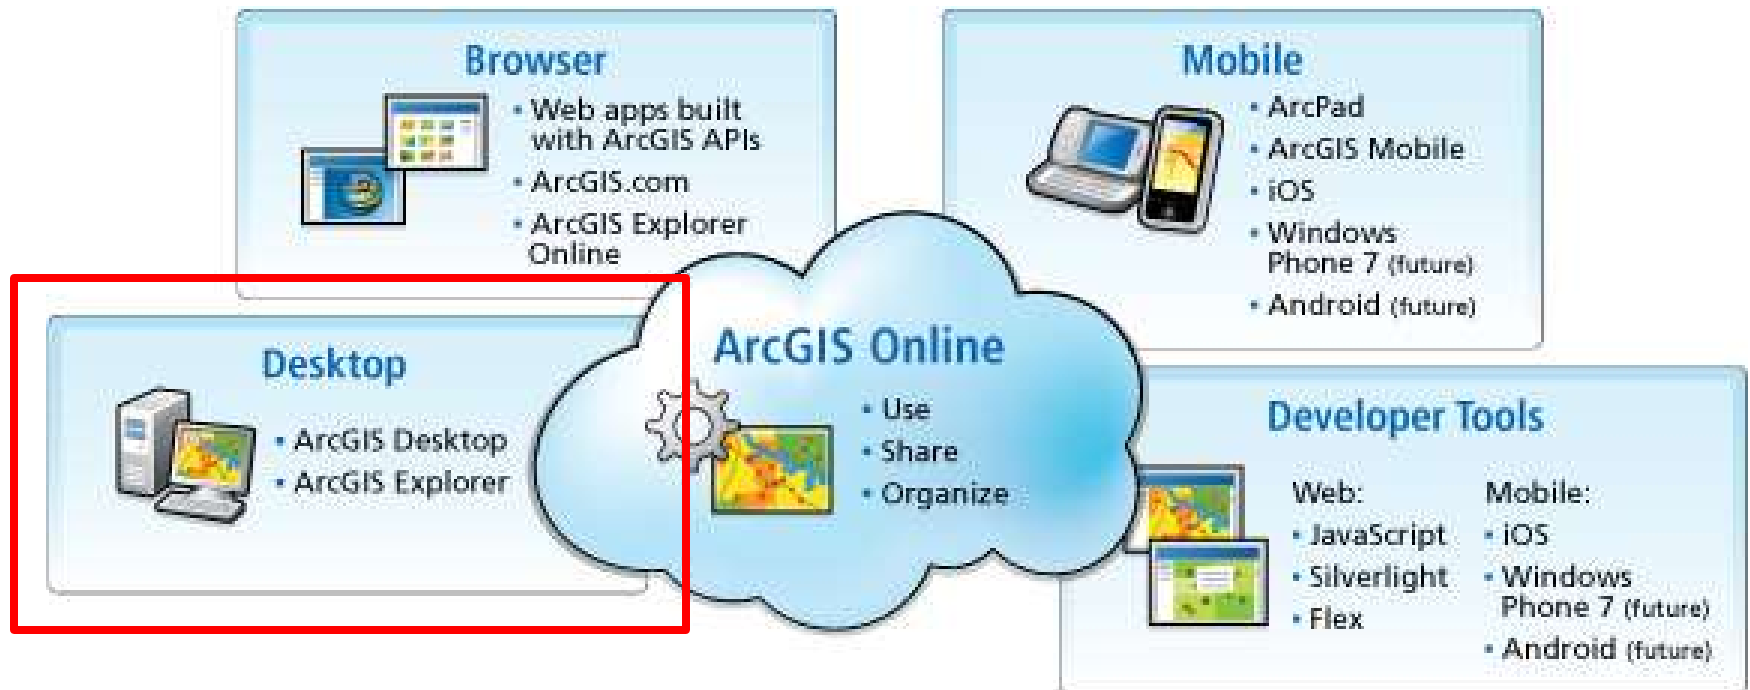 Browser
• Web apps built
with ArcGIS APIs
• ArcGIS.com
• ArcGIS Explorer
Online
Mobile
• ArcPad
• ArcGIS Mobile
• iOS
• Windows
Phone 7 (future)
• Android (future)
Desktop
• ArcGIS Desktop
• ArcGIS Explorer
ArcGIS Online
• Use
• Share
• Organize
Developer Tools
Web:
• JavaScript
• Silverlight
• Flex
Mobile:
• iOS
• Windows
Phone 7 (future)
• Android (future)